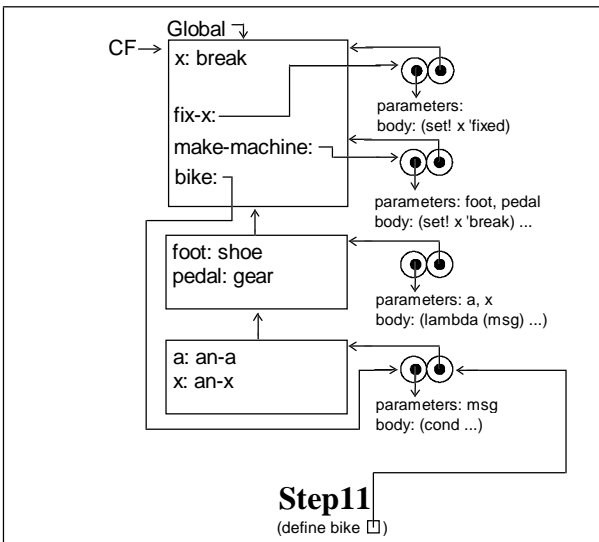 Global
CF
x: break
fix-x:
parameters:
body: (set! x 'fixed)
make-machine:
bike:
parameters: foot, pedal
body: (set! x 'break) ...
foot: shoe
pedal: gear
parameters: a, x
body: (lambda (msg) ...)
a: an-a
x: an-x
parameters: msg
body: (cond ...)
Step11
(define bike )